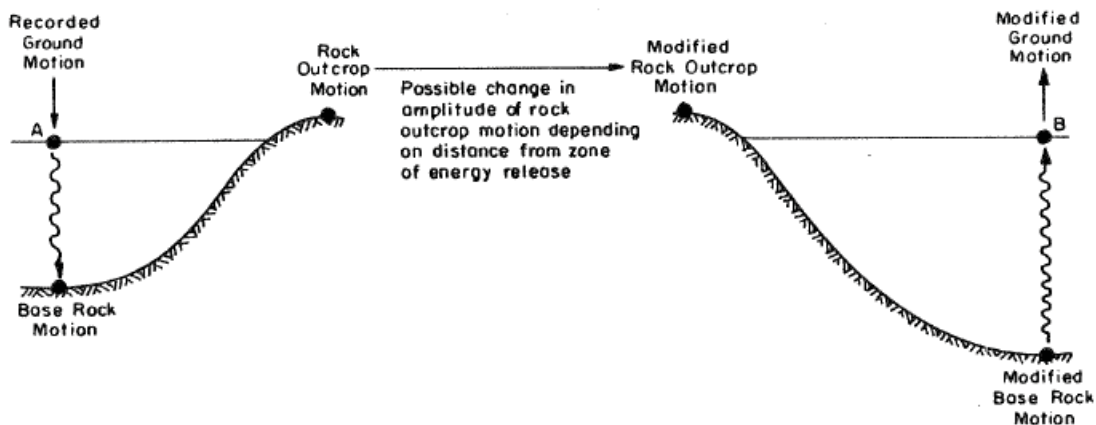 Recorded
Ground
Motion
A
Base Rock
Motion
Rock
Outcrop
Motion
Possible change in
amplitude of rock
outcrop motion depending
on distance from zone
of energy release
Modified
Rock Outcrop
Motion
Modified
Ground Motion
B
Modified
Base Rock
Motion